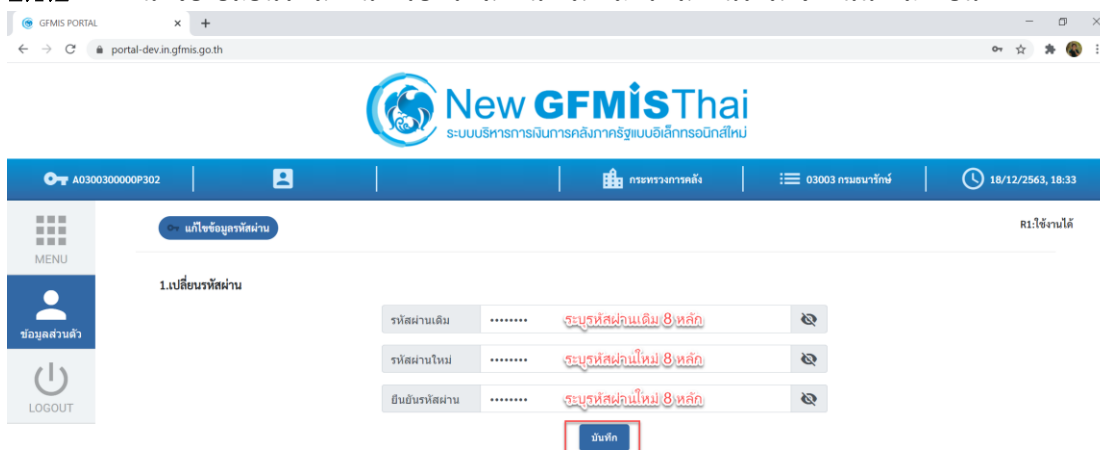 GFMIS PORTAL
portal-dev.in.gfmis.go.th
New GFMISThai
ระบบบริหารการเงินการคลังภาครัฐแบบอิเล็กทรอนิกส์ใหม่
A0300300000P302 กระทรวงการคลัง 03003 กรมธนารักษ์ 18/12/2563, 18:33
แก้ไขข้อมูลรหัสผ่าน R1:ใช้งานได้
MENU
1.เปลี่ยนรหัสผ่าน
ข้อมูลส่วนตัว
รหัสผ่านเดิม •••••••• ระบุรหัสผ่านเดิม 8 หลัก
รหัสผ่านใหม่ •••••••• ระบุรหัสผ่านใหม่ 8 หลัก
ยืนยันรหัสผ่าน •••••••• ระบุรหัสผ่านใหม่ 8 หลัก
LOGOUT
บันทึก